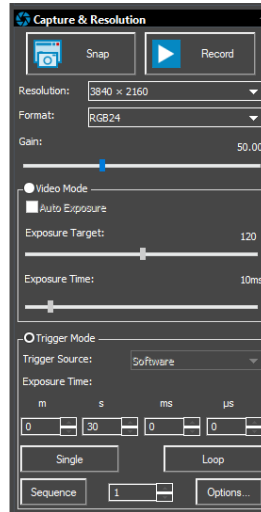 Capture & Resolution
Snap Record
Resolution: 3840 × 2160
Format: RGB24
Gain: 50.00
Video Mode
Auto Exposure
Exposure Target: 120
Exposure Time: 10ms
Trigger Mode
Trigger Source: Software
Exposure Time:
m s ms µs
0 30 0 0
Single Loop
Sequence 1 Options...